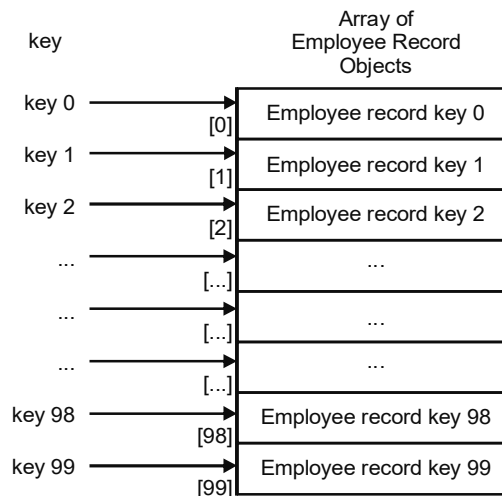 Array of
Employee Record
Objects
key
key 0
Employee record key 0
[0]
key 1
Employee record key 1
[1]
key 2
Employee record key 2
[2]
...
...
[...]
...
...
[...]
...
...
[...]
key 98
Employee record key 98
[98]
key 99
Employee record key 99
[99]